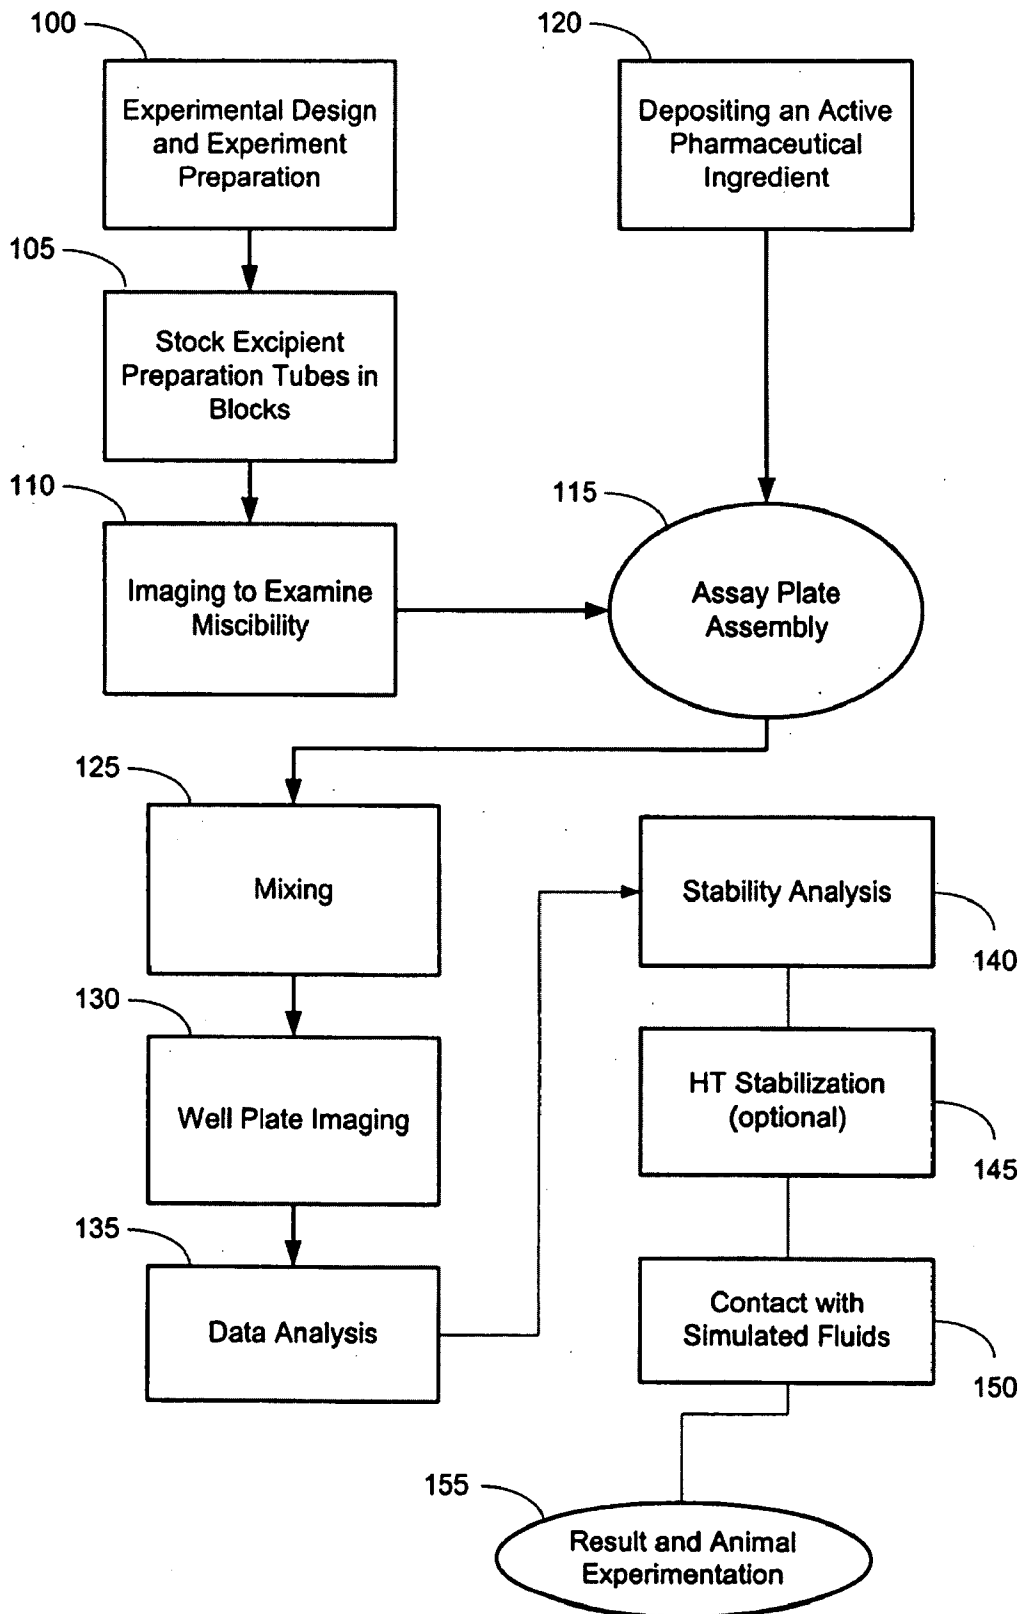 100
Experimental Design
and Experiment
Preparation
120
Depositing an Active
Pharmaceutical
Ingredient
105
Stock Excipient
Preparation Tubes in
Blocks
110
Imaging to Examine
Miscibility
115
Assay Plate
Assembly
125
Mixing
Stability Analysis
140
130
Well Plate Imaging
HT Stabilization
(optional)
145
135
Data Analysis
Contact with
Simulated Fluids
150
155
Result and Animal
Experimentation